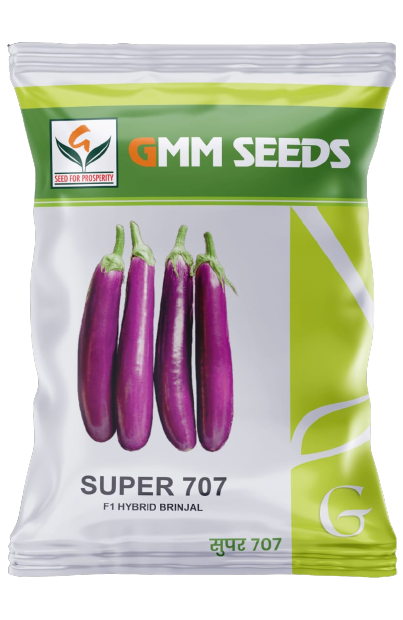 G
SEED FOR PROSPERITY
GMM SEEDS
SUPER 707
F1 HYBRID BRINJAL
G
सुपर 707